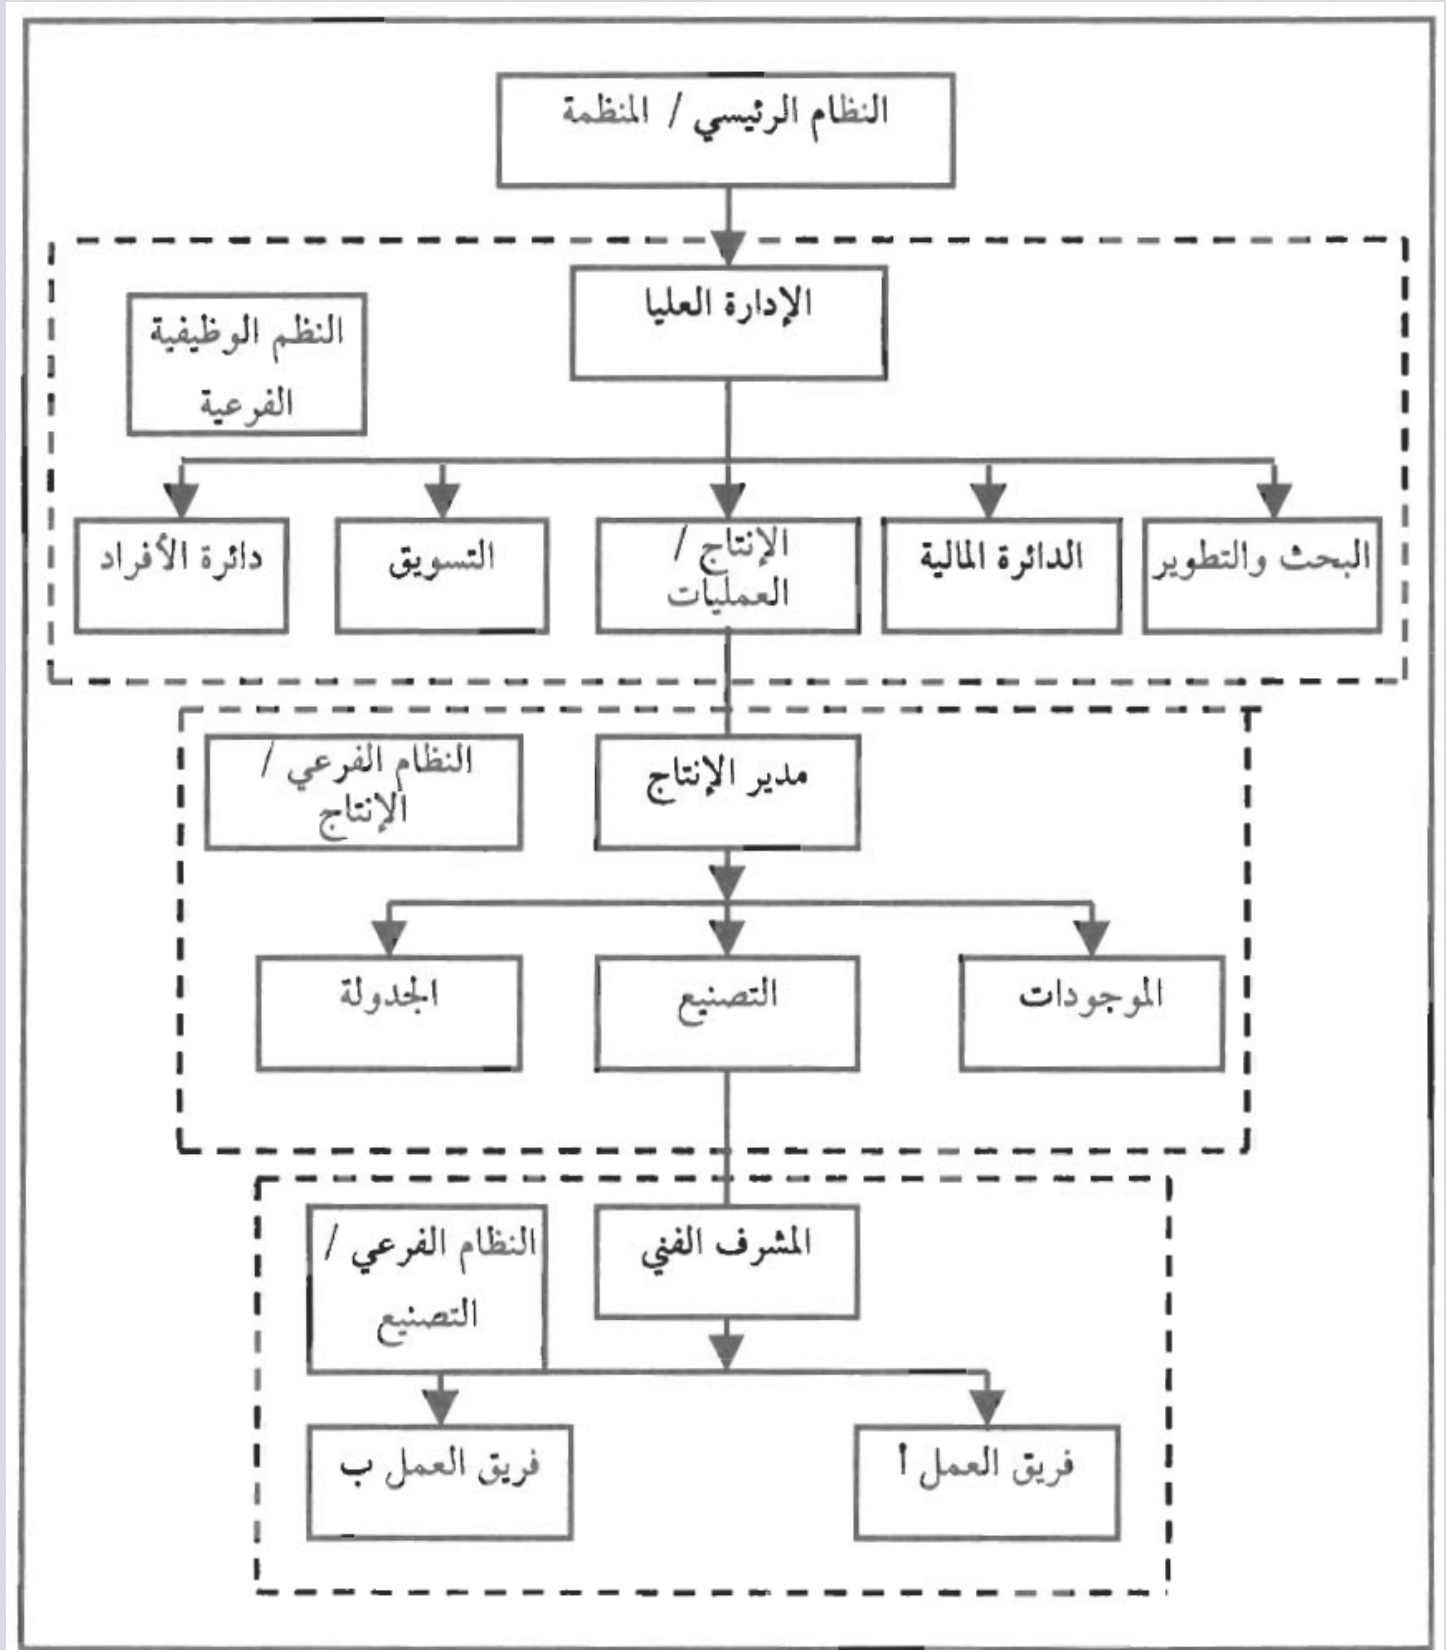 النظام الرئيسي / المنظمة
الإدارة العليا
النظم الوظيفية
الفرعية
البحث والتطوير
الدائرة المالية
الإنتاج /
العمليات
التسويق
دائرة الأفراد
مدير الإنتاج
النظام الفرعي /
الإنتاج
الموجودات
التصنيع
الجدولة
المشرف الفني
النظام الفرعي /
التصنيع
فريق العمل أ
فريق العمل ب